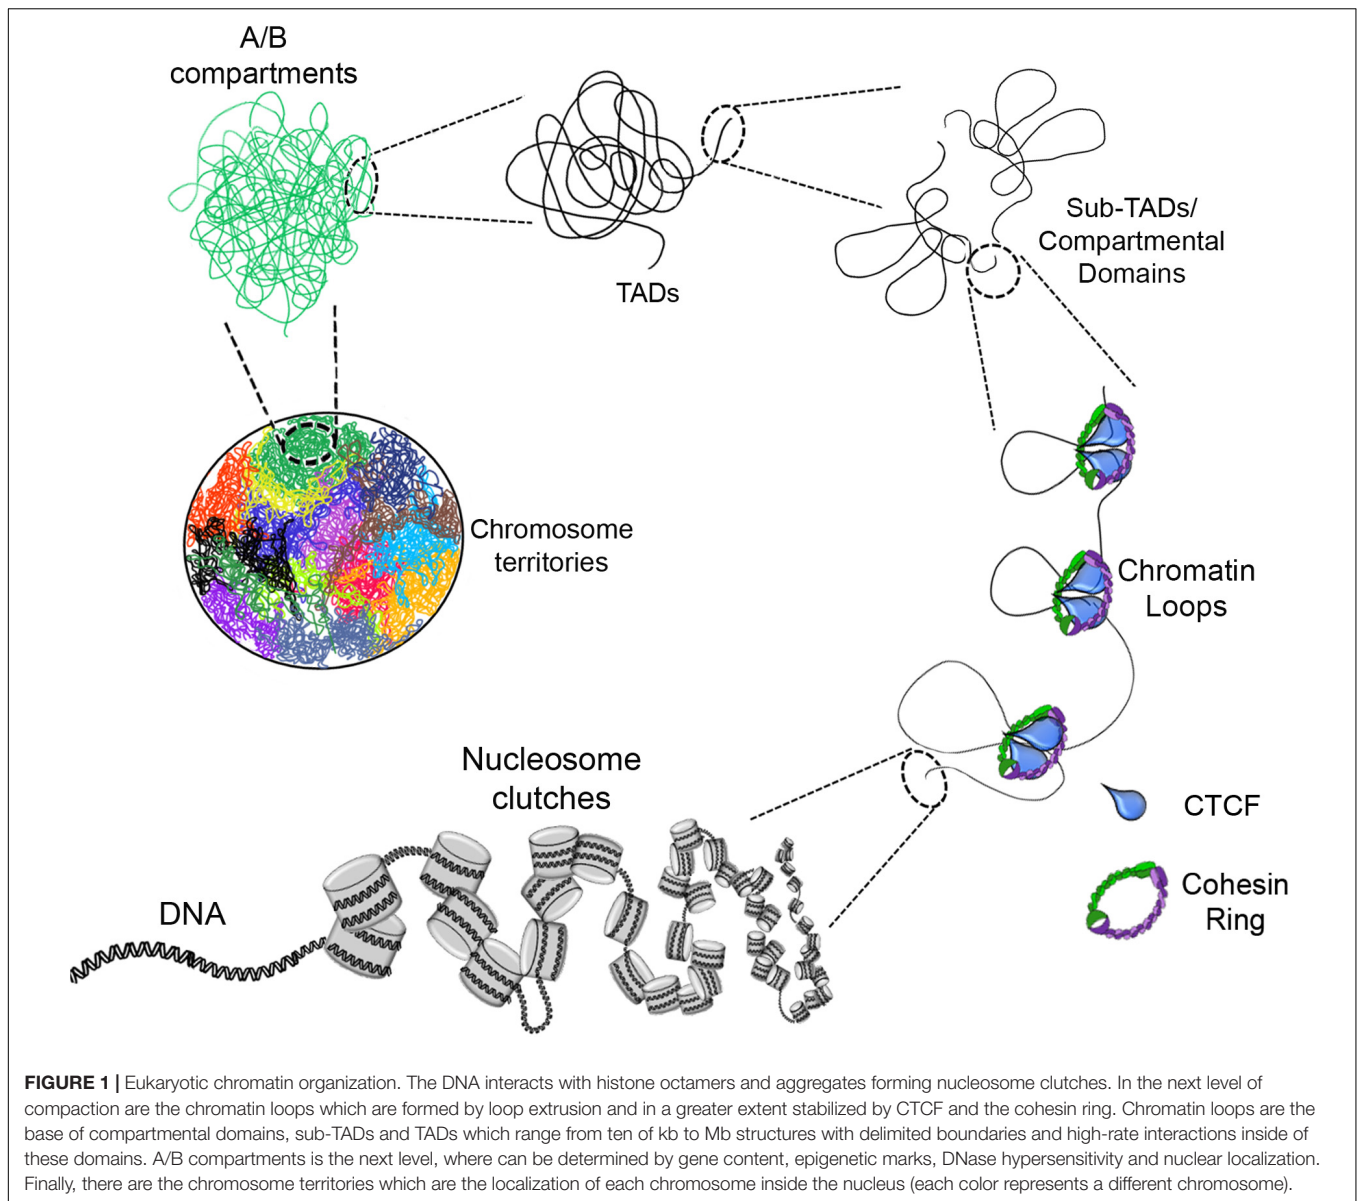 A/B
compartments
TADs
Sub-TADs/
Compartmental
Domains
Chromosome
territories
Chromatin
Loops
Nucleosome
clutches
CTCF
DNA
Cohesin
Ring
FIGURE 1 | Eukaryotic chromatin organization. The DNA interacts with histone octamers and aggregates forming nucleosome clutches. In the next level of
compaction are the chromatin loops which are formed by loop extrusion and in a greater extent stabilized by CTCF and the cohesin ring. Chromatin loops are the
base of compartmental domains, sub-TADs and TADs which range from ten of kb to Mb structures with delimited boundaries and high-rate interactions inside of
these domains. A/B compartments is the next level, where can be determined by gene content, epigenetic marks, DNase hypersensitivity and nuclear localization.
Finally, there are the chromosome territories which are the localization of each chromosome inside the nucleus (each color represents a different chromosome).